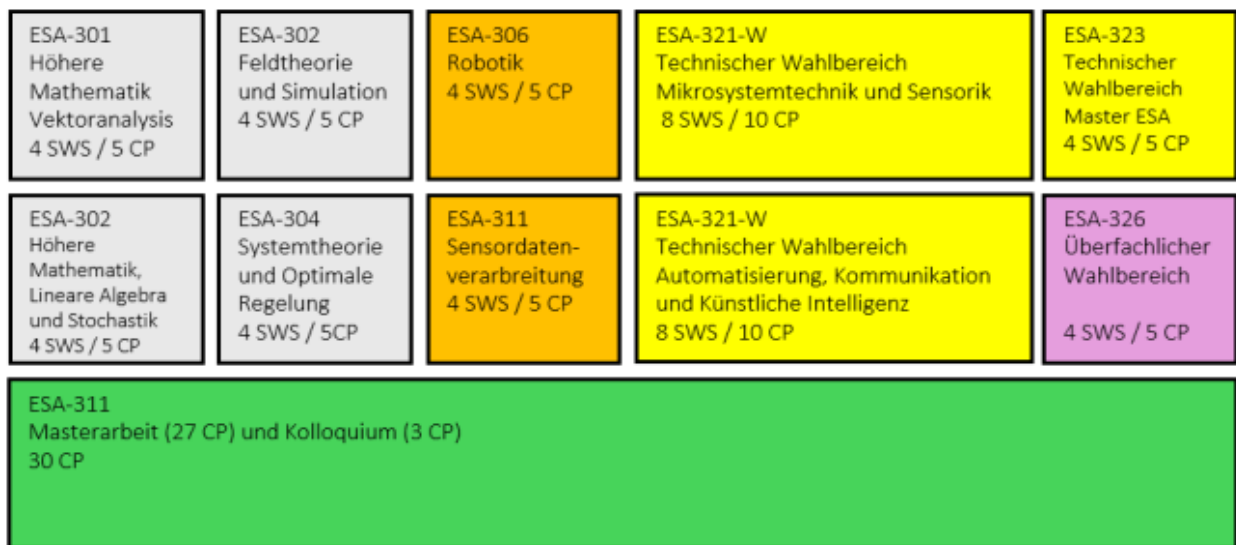 ESA-301
Höhere
Mathematik
Vektoranalysis
4 SWS / 5 CP
ESA-302
Feldtheorie
und Simulation
4 SWS / 5 CP
ESA-306
Robotik
4 SWS / 5 CP
ESA-321-W
Technischer Wahlbereich
Mikrosystemtechnik und Sensorik
8 SWS / 10 CP
ESA-323
Technischer
Wahlbereich
Master ESA
4 SWS / 5 CP
ESA-302
Höhere
Mathematik,
Lineare Algebra
und Stochastik
4 SWS / 5 CP
ESA-304
Systemtheorie
und Optimale
Regelung
4 SWS / 5CP
ESA-311
Sensordaten-
verarbreitung
4 SWS / 5 CP
ESA-321-W
Technischer Wahlbereich
Automatisierung, Kommunikation
und Künstliche Intelligenz
8 SWS / 10 CP
ESA-326
Überfachlicher
Wahlbereich
4 SWS / 5 CP
ESA-311
Masterarbeit (27 CP) und Kolloquium (3 CP)
30 CP